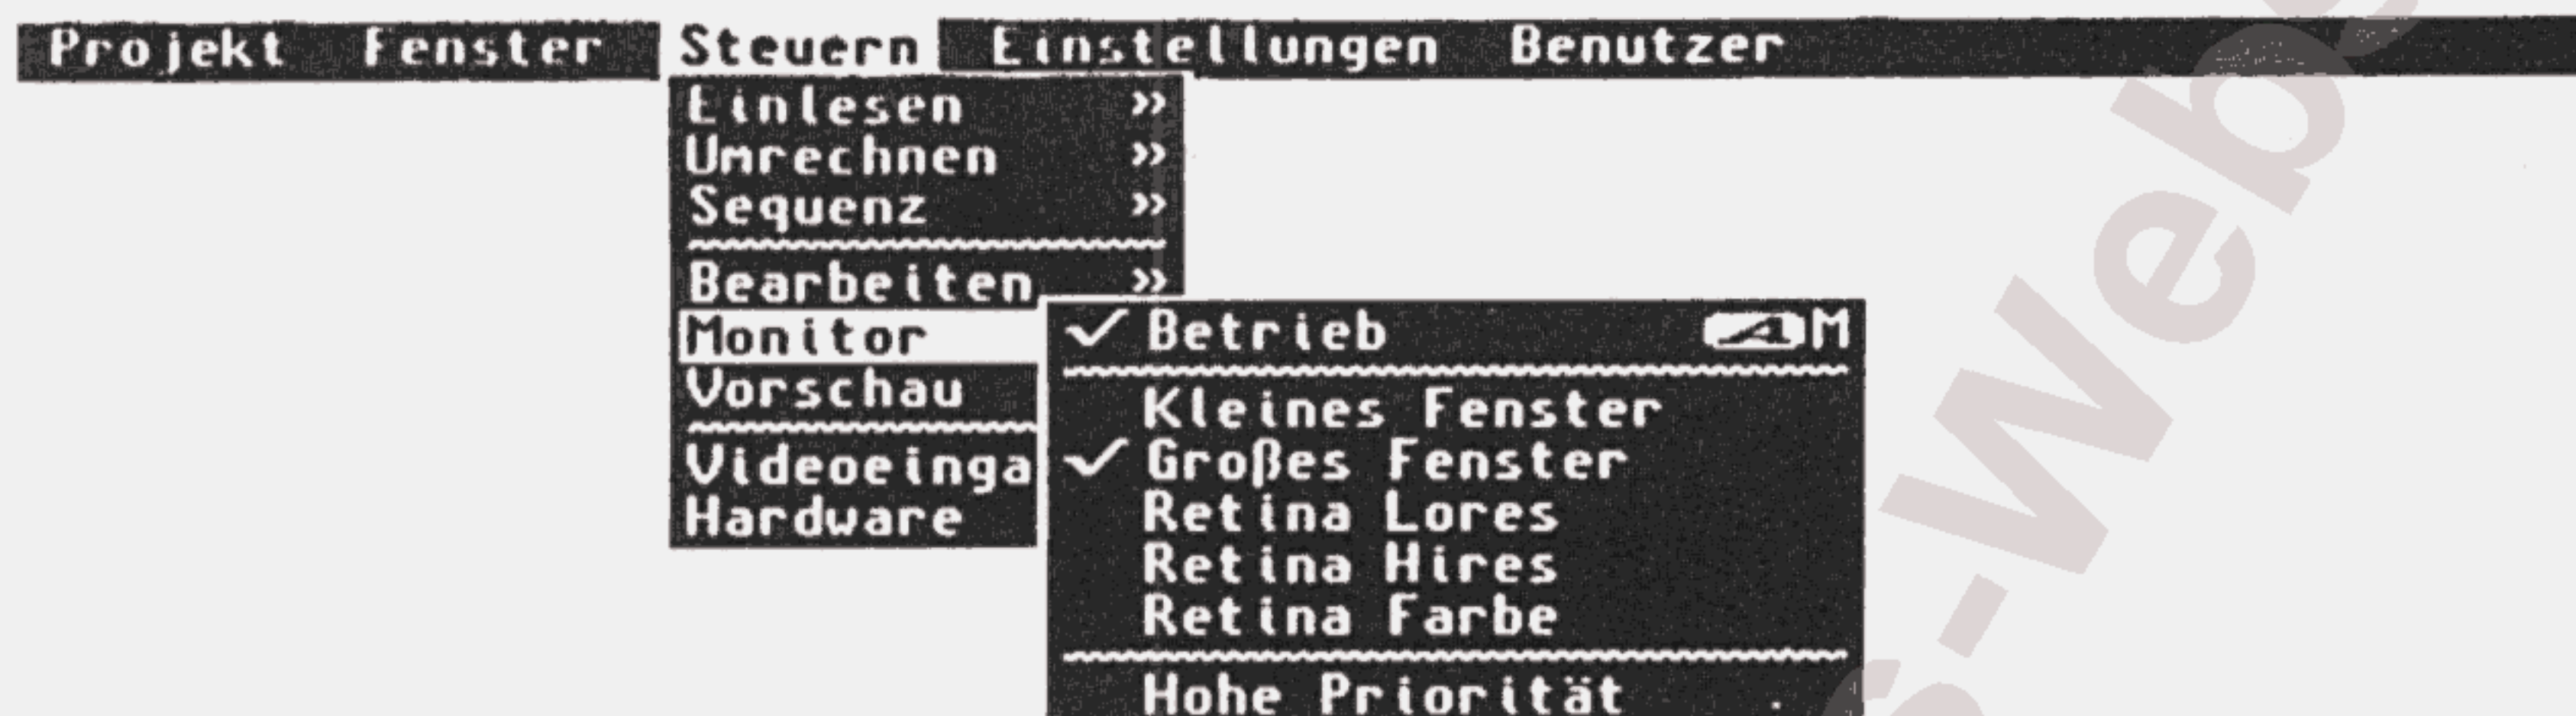 Projekt Fenster Steuern Einstellungen Benutzer
Einlesen »
Umrechnen »
Sequenz »
Bearbeiten »
Monitor
Vorschau
Videoeinga
Hardware
✓ Betrieb A M
Kleines Fenster
✓ Großes Fenster
Retina Lores
Retina Hires
Retina Farbe
Hohe Priorität
s-Webs